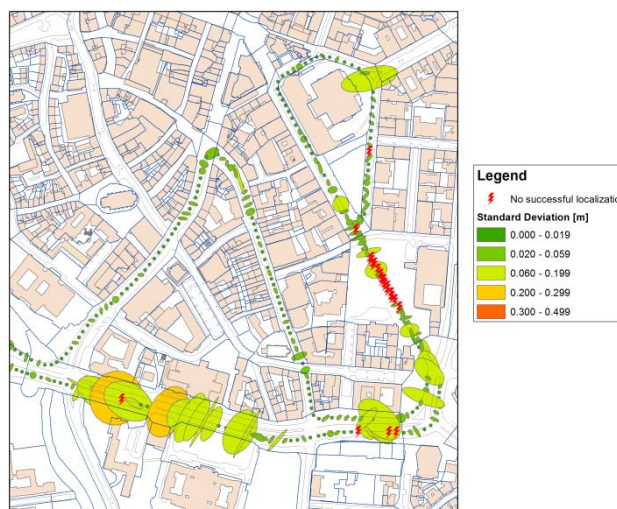 Legend
No successful localizatio
Standard Deviation [m]
0.000 - 0.019
0.020 - 0.059
0.060 - 0.199
0.200 - 0.299
0.300 - 0.499